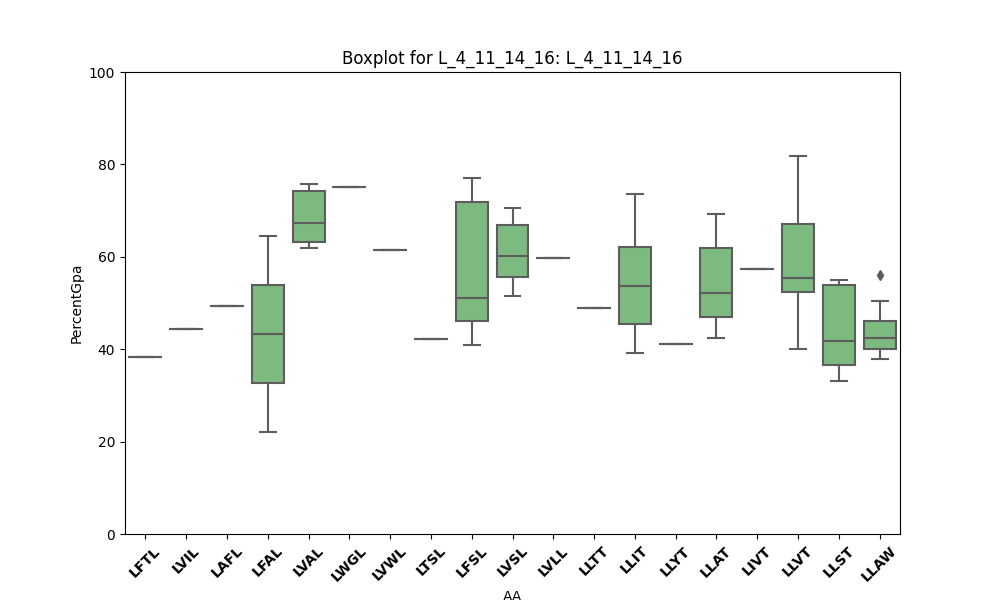 Boxplot for L_4_11_14_16: L_4_11_14_16
PercentGpa
100
80
60
40
20
0
LFTL LVIL LAFL LFAL LVAL LWGL LVWL LTSL LFSL LVSL LVLL LLTT LLIT LLYT LLAT LIVT LLVT LLST LLAW
AA